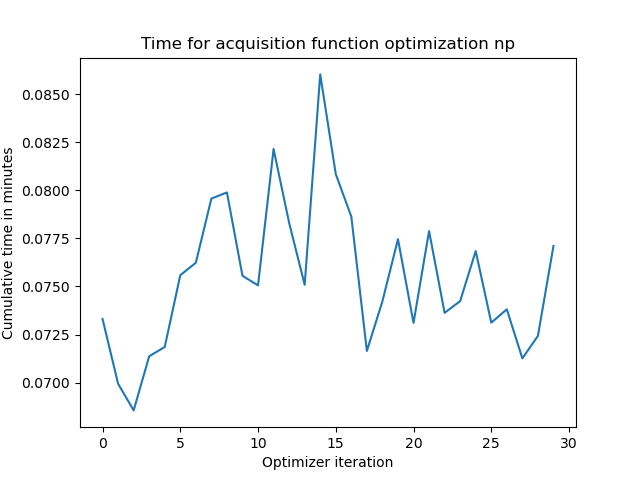 Time for acquisition function optimization np
Cumulative time in minutes
0.0850
0.0825
0.0800
0.0775
0.0750
0.0725
0.0700
0 5 10 15 20 25 30
Optimizer iteration